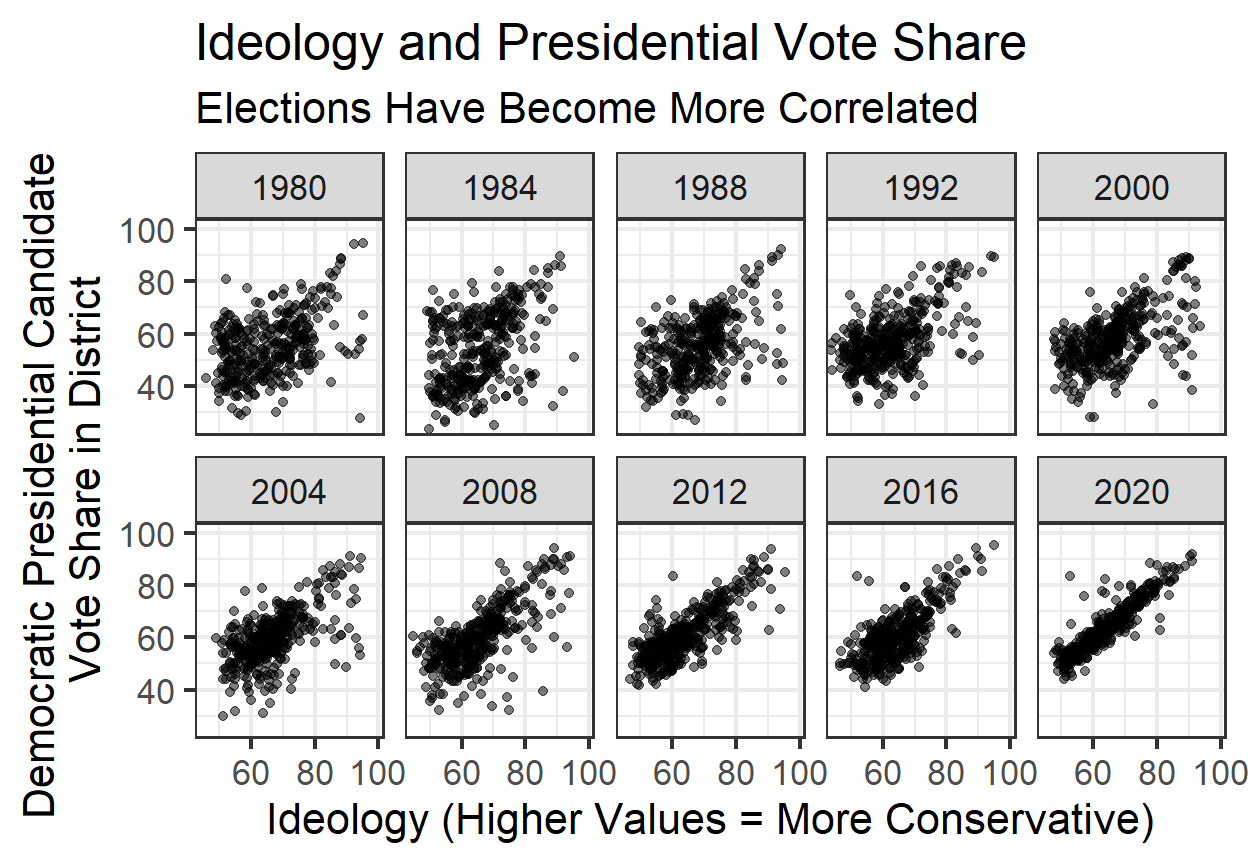 Ideology and Presidential Vote Share
Elections Have Become More Correlated
Democratic Presidential Candidate
Vote Share in District
1980 1984 1988 1992 2000
100
80
60
40
2004 2008 2012 2016 2020
100
80
60
40
60 80 100 60 80 100 60 80 100 60 80 100 60 80 100
Ideology (Higher Values = More Conservative)